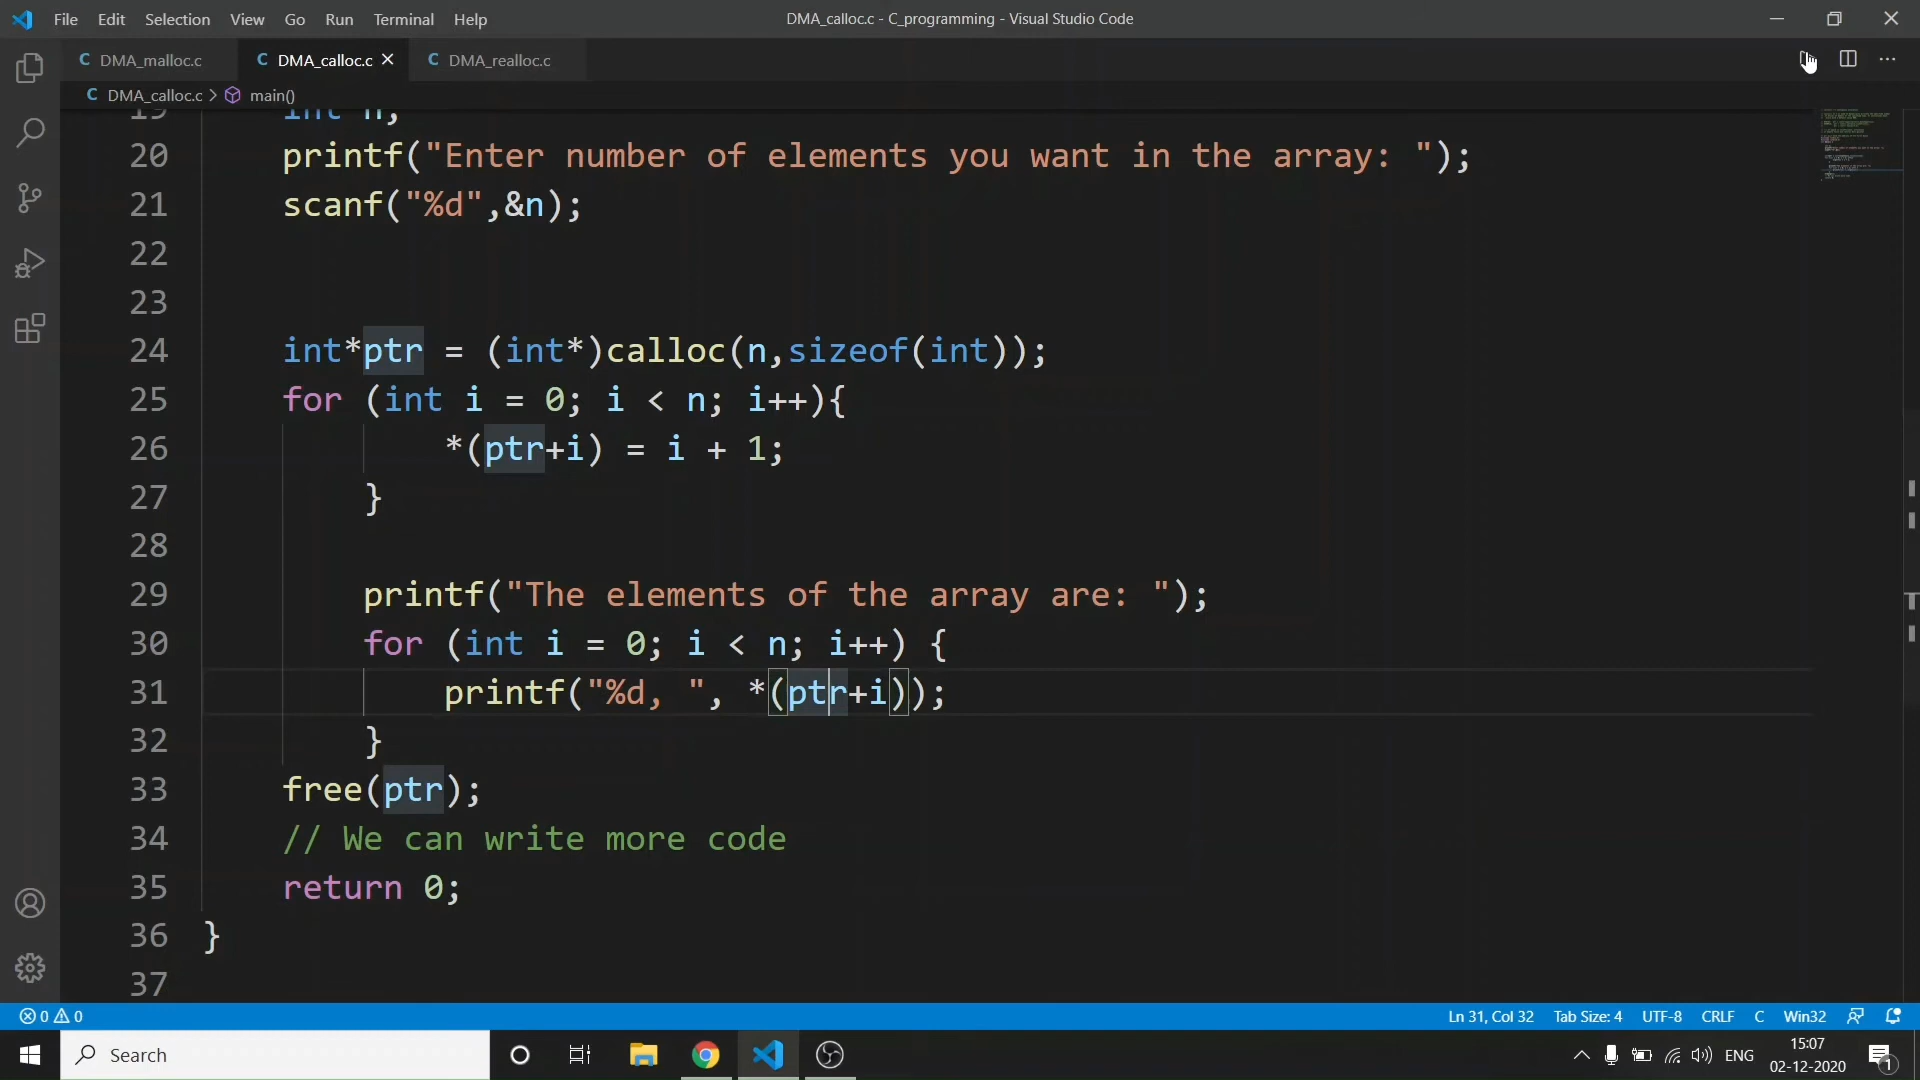 File Edit Selection View Go Run Terminal Help DMA_calloc.c - C_programming - Visual Studio Code
C DMA_malloc.c C DMA_calloc.c C DMA_realloc.c
C DMA_calloc.c > main()
19 int n;
20 printf("Enter number of elements you want in the array: ");
21 scanf("%d",&n);
22
23
24 int*ptr = (int*)calloc(n,sizeof(int));
25 for (int i = 0; i < n; i++){
26 *(ptr+i) = i + 1;
27 }
28
29 printf("The elements of the array are: ");
30 for (int i = 0; i < n; i++) {
31 printf("%d, ", *(ptr+i));
32 }
33 free(ptr);
34 // We can write more code
35 return 0;
36 }
37
0 0 Ln 31, Col 32 Tab Size: 4 UTF-8 CRLF C Win32
Search ENG 15:07
02-12-2020 1